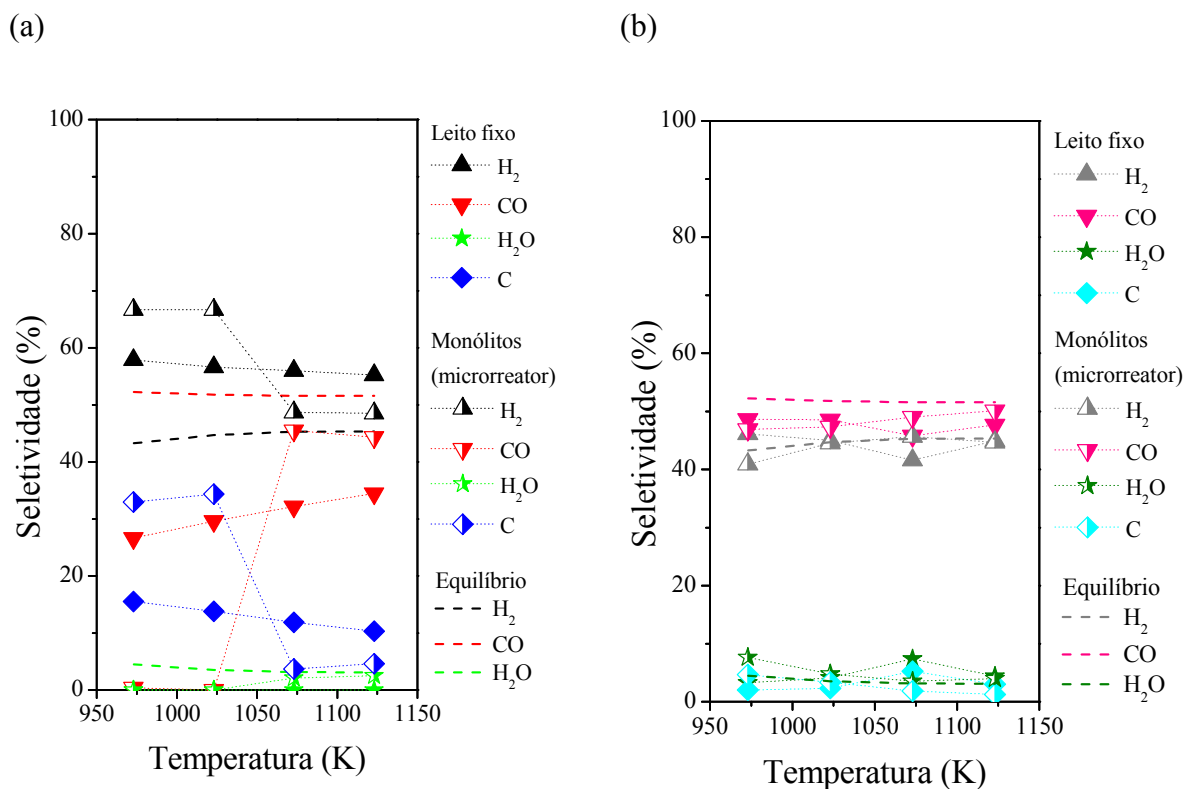 (a)
100
80
60
40
20
0
950 1000 1050 1100 1150
Seletividade (%)
Temperatura (K)
Leito fixo
H₂
CO
H₂O
C
Monólitos
(microrreator)
H₂
CO
H₂O
C
Equilíbrio
H₂
CO
H₂O
(b)
100
80
60
40
20
0
950 1000 1050 1100 1150
Seletividade (%)
Temperatura (K)
Leito fixo
H₂
CO
H₂O
C
Monólitos
(microrreator)
H₂
CO
H₂O
C
Equilíbrio
H₂
CO
H₂O